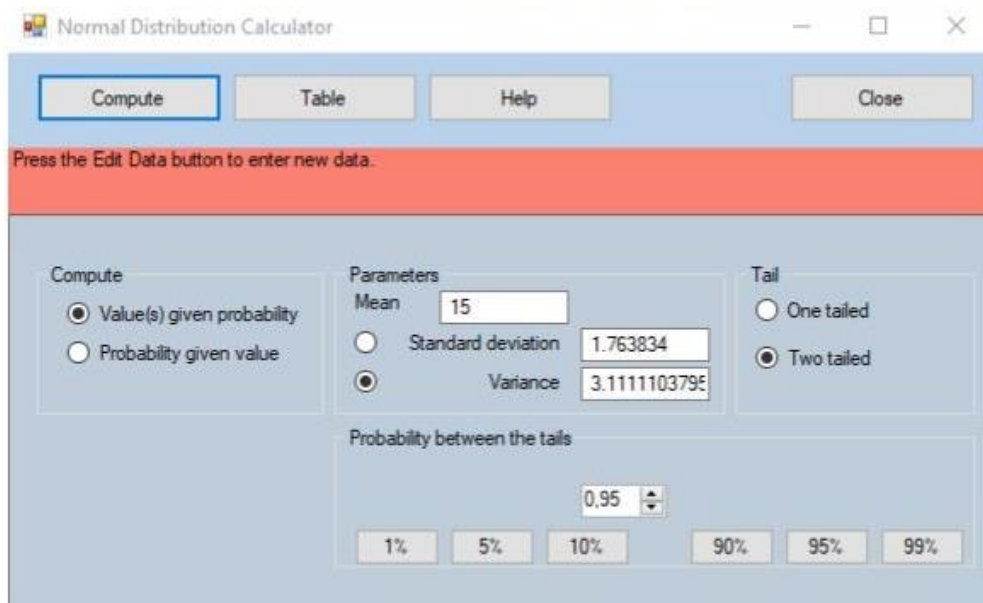 Normal Distribution Calculator
Compute Table Help Close
Press the Edit Data button to enter new data.
Compute
Value(s) given probability
Probability given value
Parameters
Mean 15
Standard deviation 1.763834
Variance 3.1111103795
Tail
One tailed
Two tailed
Probability between the tails
0,95
1% 5% 10% 90% 95% 99%